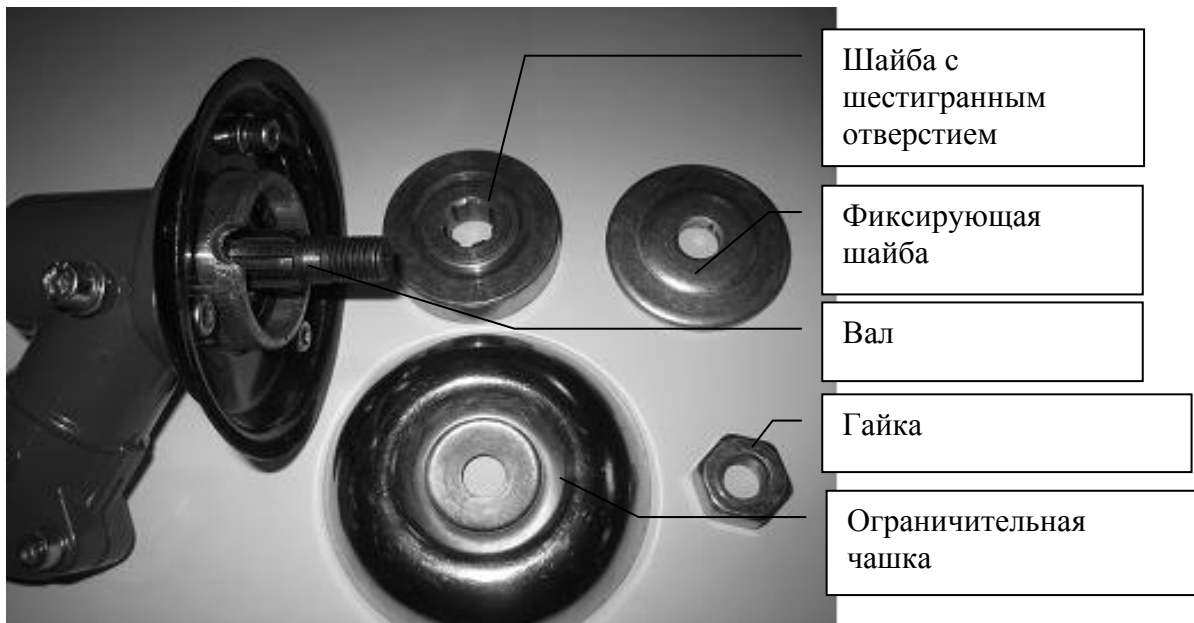 Шайба с
шестигранным
отверстием
Фиксирующая
шайба
Вал
Гайка
Ограничительная
чашка